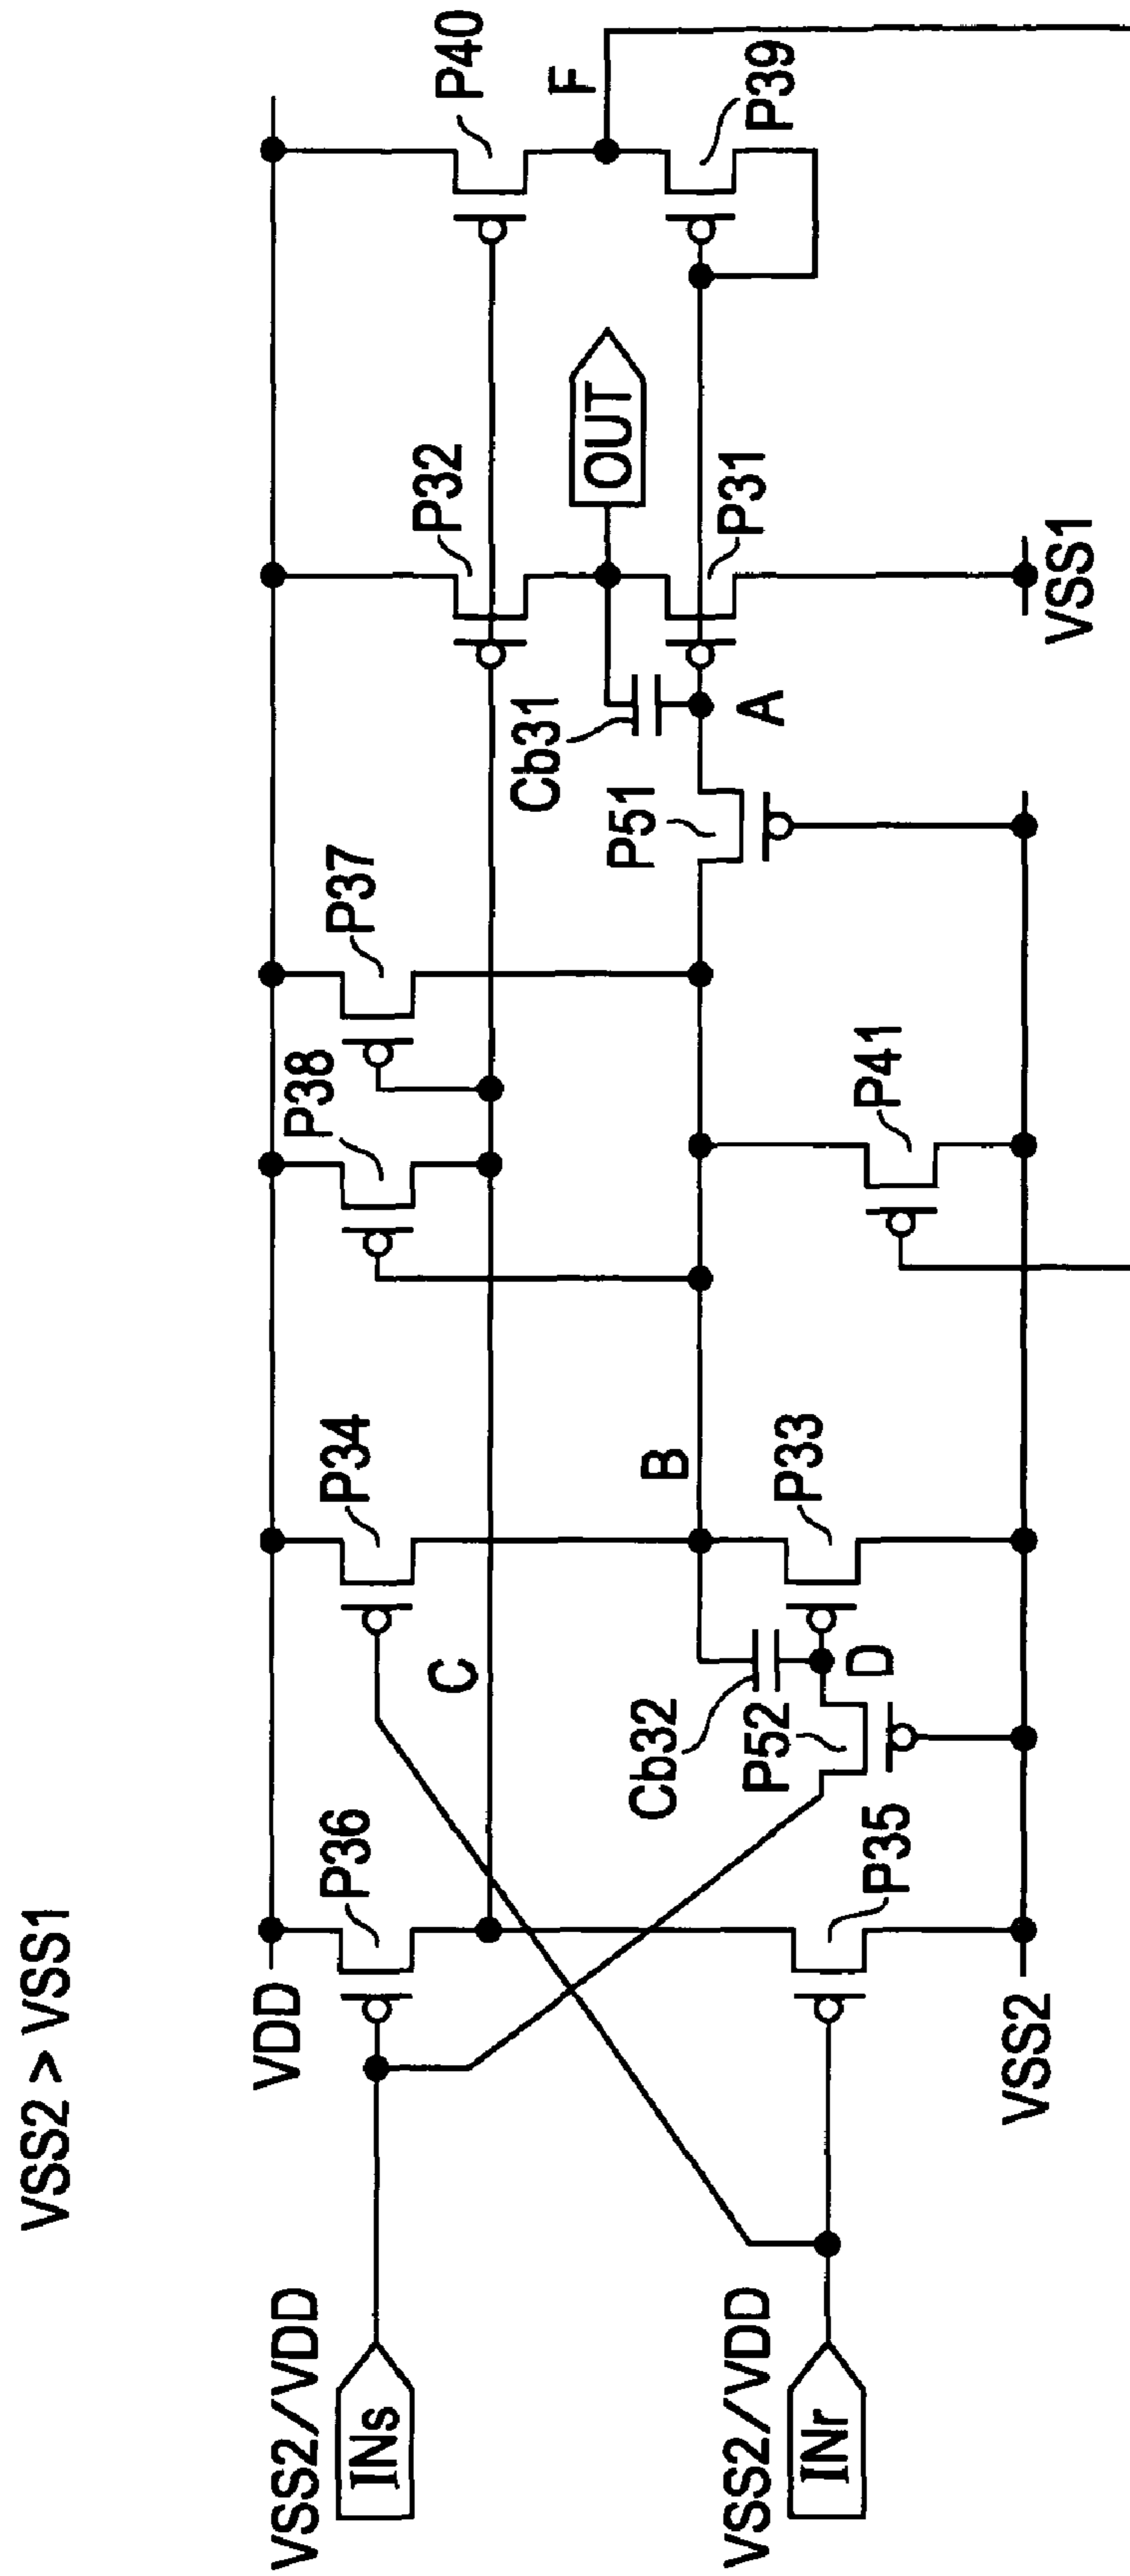 VSS2 > VSS1
VSS2/VDD
INs
VSS2/VDD
INr
VDD
VSS2
P36
P35
C
P34
Cb32
P52
D
B
P33
P38
P37
P41
P51
Cb31
A
P32
P31
OUT
VSS1
P40
F
P39